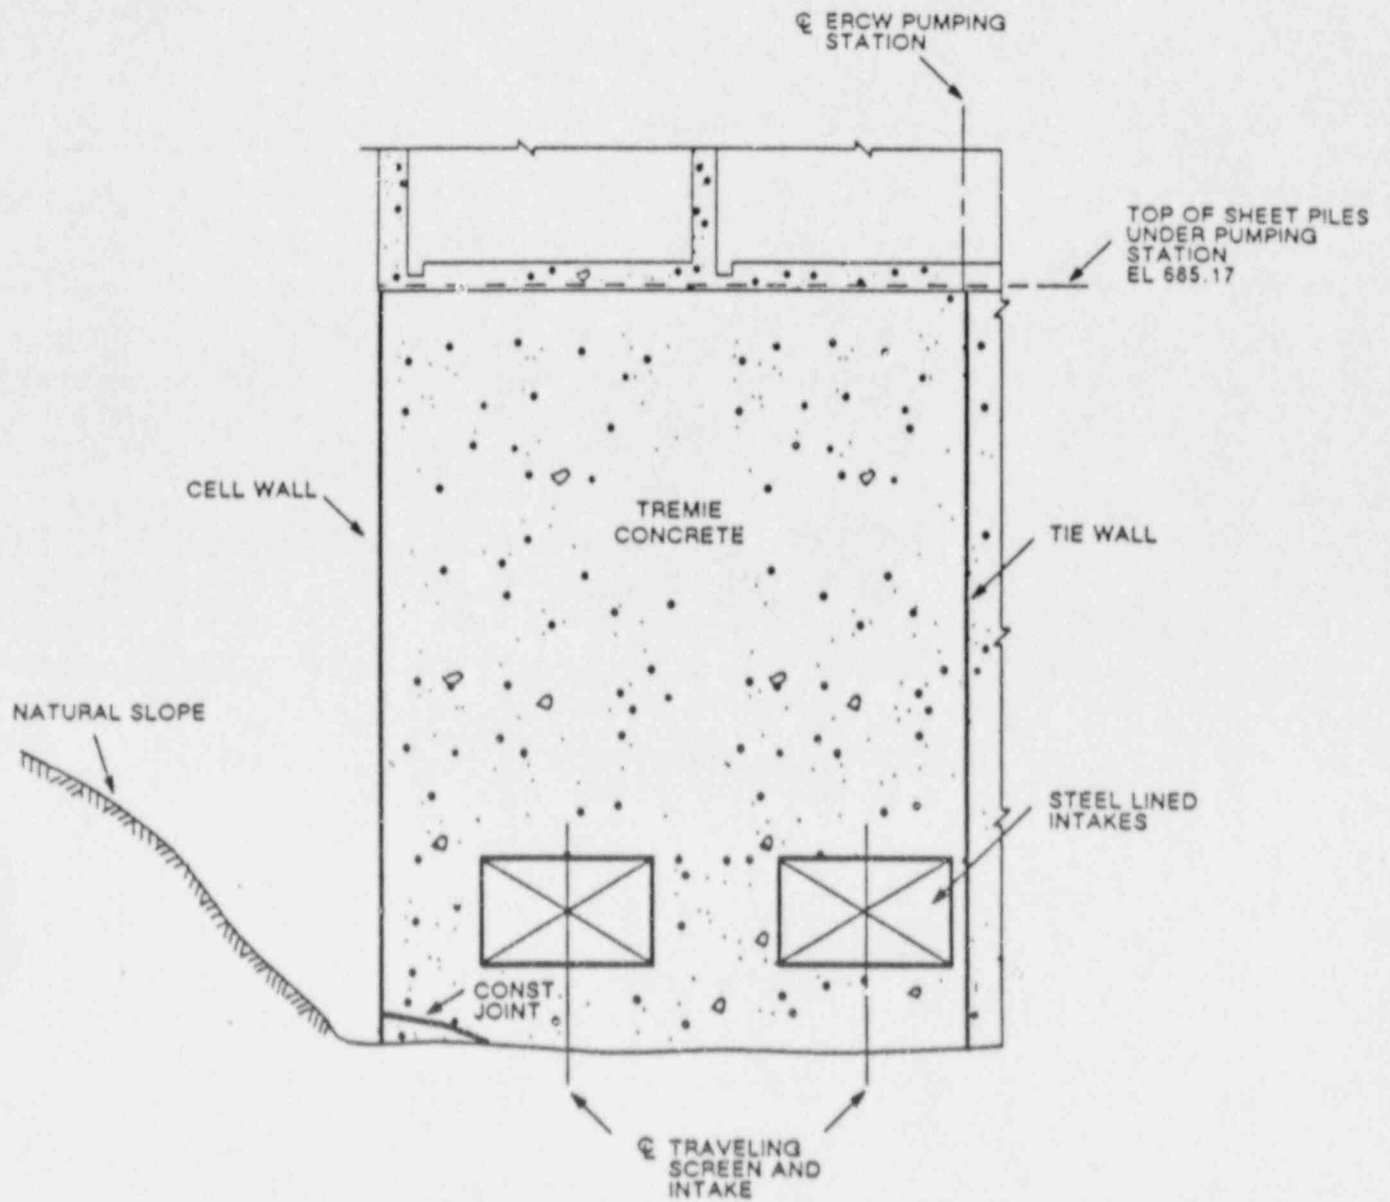 ℄ ERCW PUMPING
STATION
TOP OF SHEET PILES
UNDER PUMPING
STATION
EL 685.17
CELL WALL
TREMIE
CONCRETE
TIE WALL
NATURAL SLOPE
STEEL LINED
INTAKES
CONST
JOINT
℄ TRAVELING
SCREEN AND
INTAKE